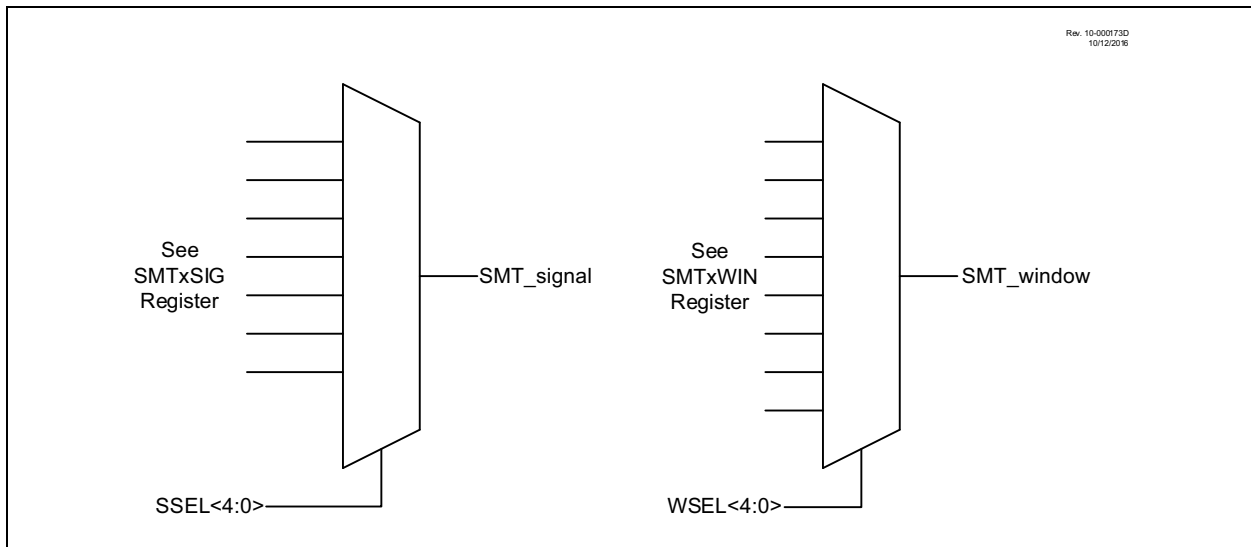 Rev. 10-000173D
10/12/2016
See
SMTxSIG
Register
SMT_signal
SSEL<4:0>
See
SMTxWIN
Register
SMT_window
WSEL<4:0>